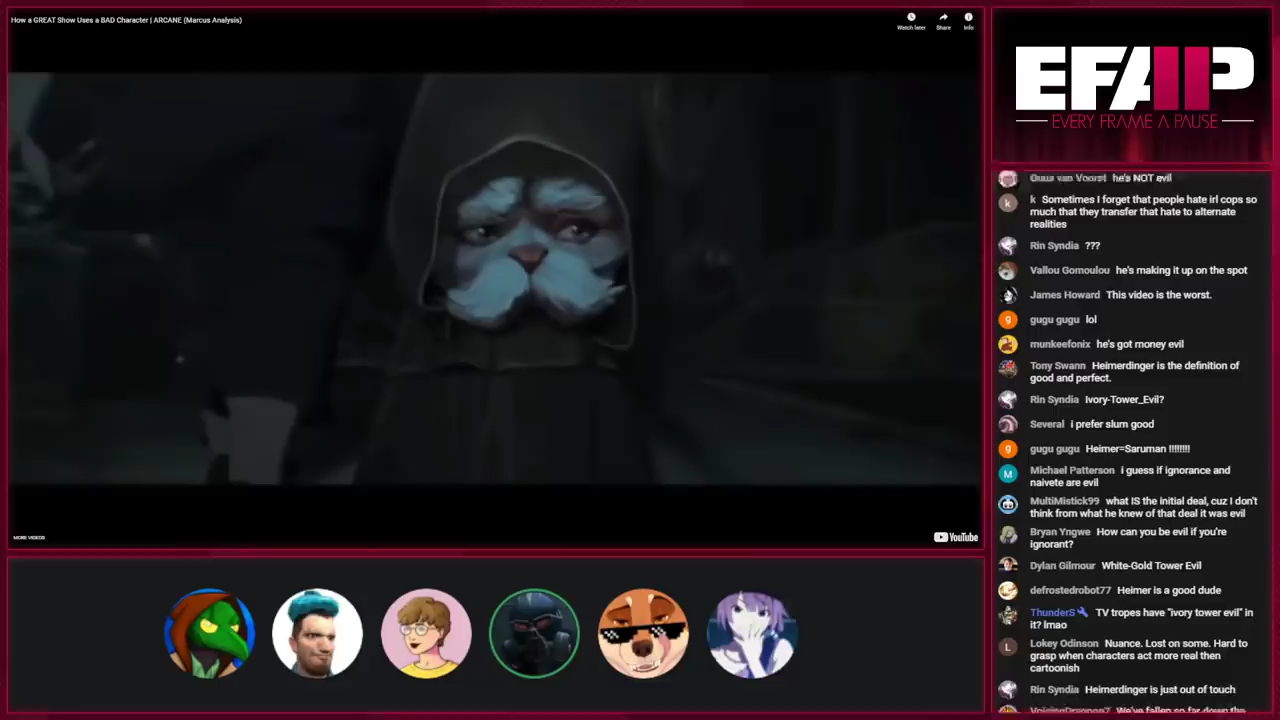 How a GREAT Show Uses a BAD Character | ARCANE (Marcus Analysis)
Watch later
Share
Info
MORE VIDEOS
YouTube
EFAP
EVERY FRAME A PAUSE
he's NOT evil
k Sometimes I forget that people hate irl cops so
much that they transfer that hate to alternate
realities
Rin Syndia ???
Vallou Gomoulou he's making it up on the spot
James Howard This video is the worst.
g
gugu gugu lol
munkeefonix he's got money evil
Tony Swann Heimerdinger is the definition of
good and perfect.
Rin Syndia Ivory-Tower_Evil?
Several i prefer slum good
g
gugu gugu Heimer=Saruman !!!!!!!!
M
Michael Patterson i guess if ignorance and
naivete are evil
MultiMistick99 what IS the initial deal, cuz I don't
think from what he knew of that deal it was evil
Bryan Yngwe How can you be evil if you're
ignorant?
Dylan Gilmour White-Gold Tower Evil
defrostedrobot77 Heimer is a good dude
ThunderS TV tropes have "ivory tower evil" in
it? lmao
L
Lokey Odinson Nuance. Lost on some. Hard to
grasp when characters act more real then
cartoonish
Rin Syndia Heimerdinger is just out of touch
We've fallen so far down the